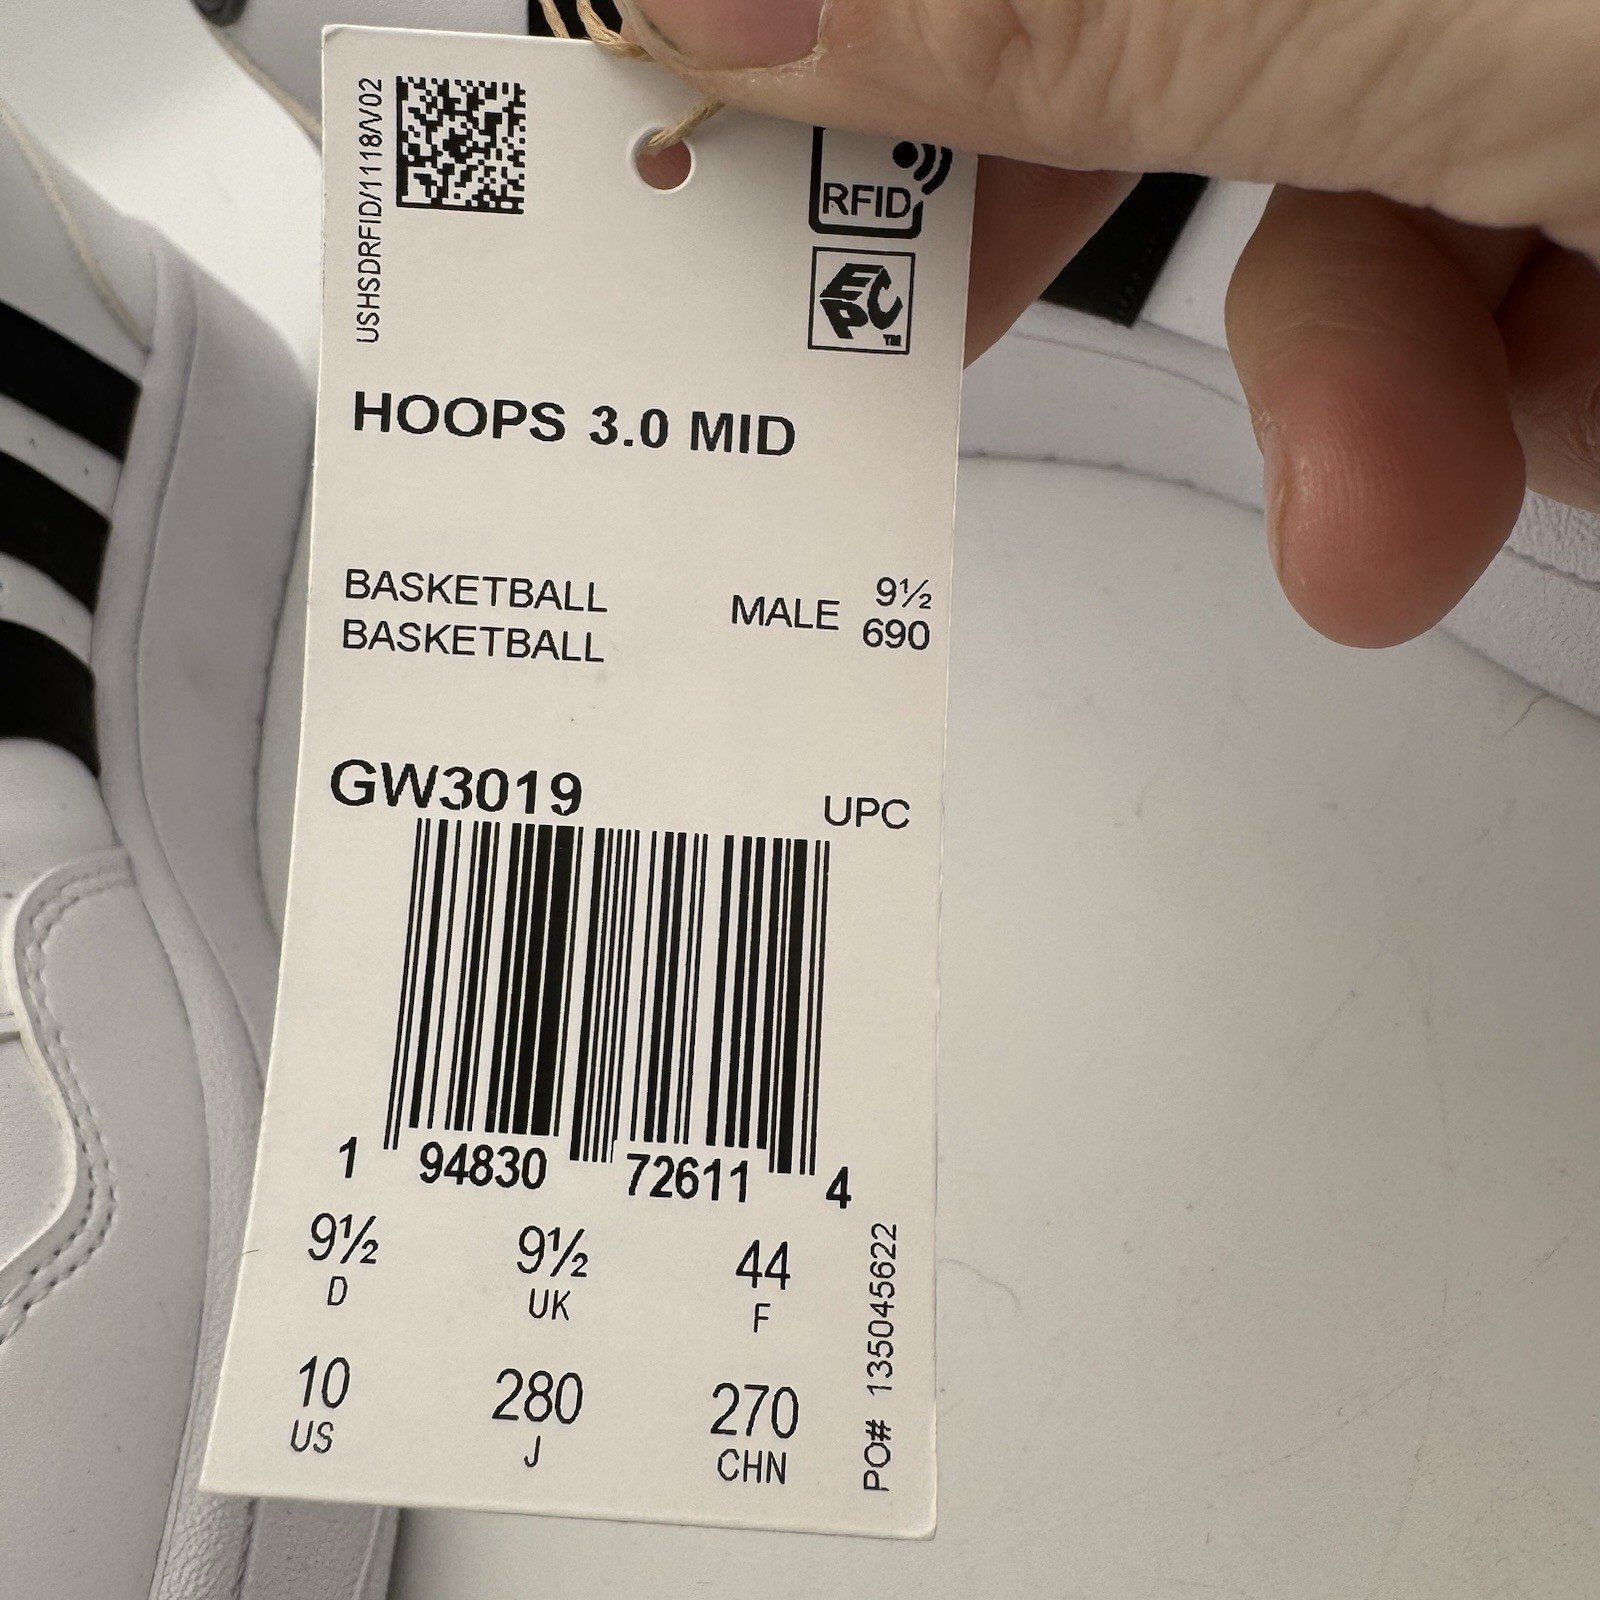 USHSDRFID/1118/V02
RFID
EPC™
HOOPS 3.0 MID
BASKETBALL
BASKETBALL
MALE 9½
690
GW3019
UPC
1 94830 72611 4
9½ 9½ 44
D UK F
10 280 270
US J CHN
PO# 135045622